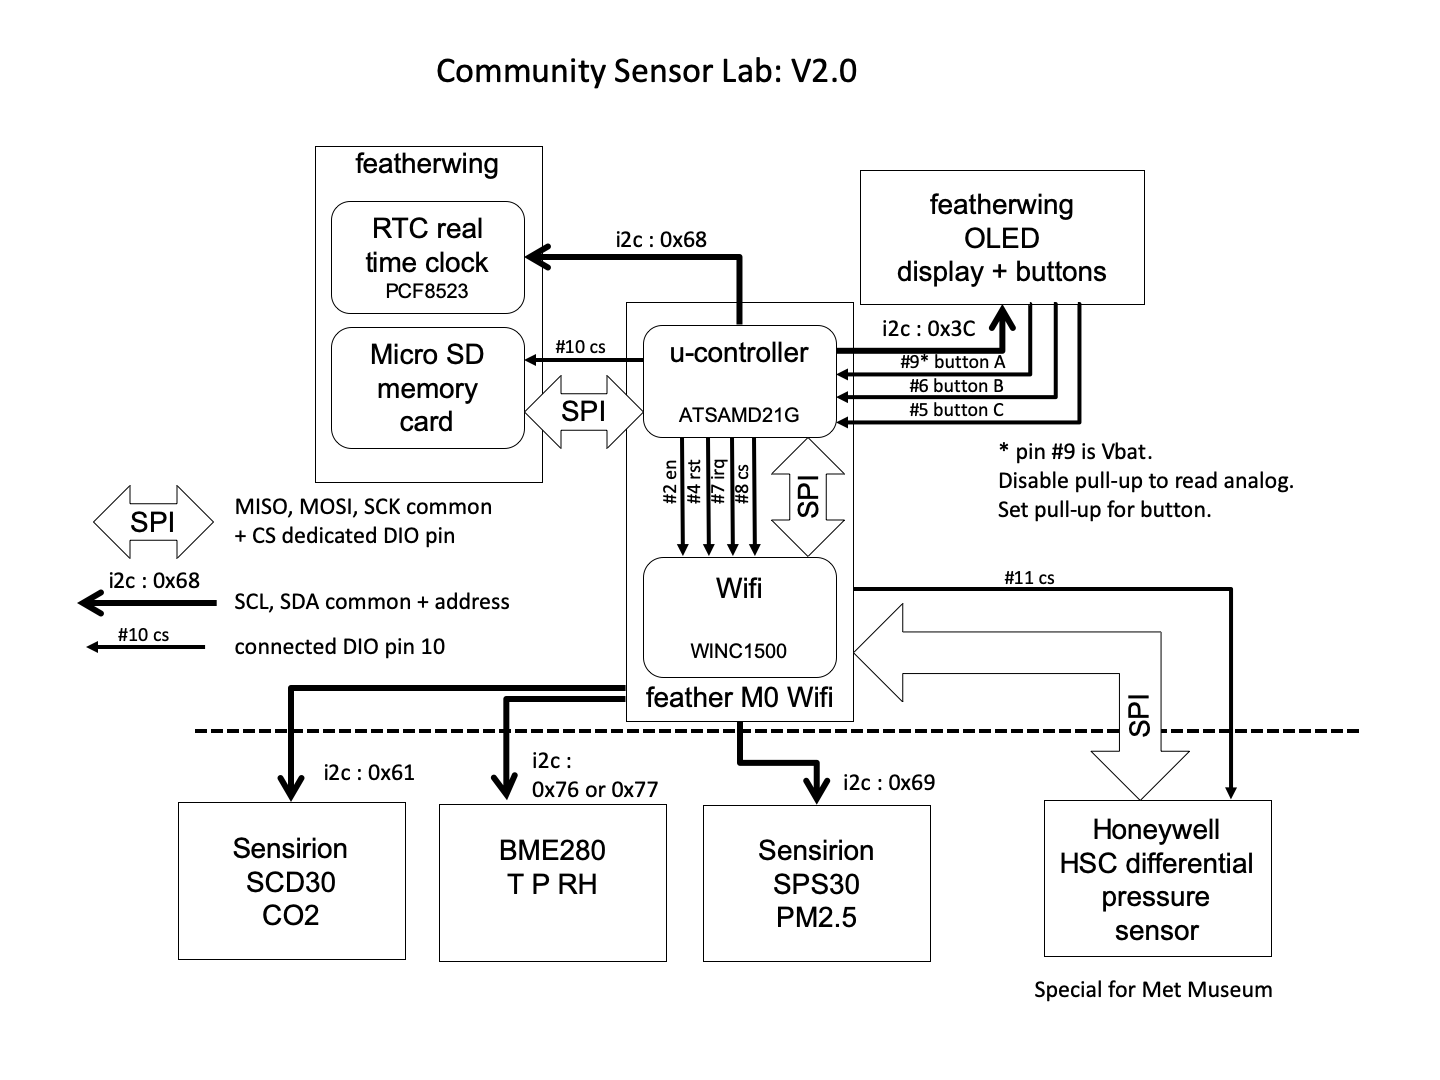 Community Sensor Lab: V2.0
featherwing
RTC real
time clock
PCF8523
Micro SD
memory
card
i2c : 0x68
#10 cs
SPI
u-controller
ATSAMD21G
featherwing
OLED
display + buttons
i2c : 0x3C
#9* button A
#6 button B
#5 button C
* pin #9 is Vbat.
Disable pull-up to read analog.
Set pull-up for button.
#2 en
#4 rst
#7 irq
#8 cs
SPI
Wifi
WINC1500
feather M0 Wifi
SPI
MISO, MOSI, SCK common
+ CS dedicated DIO pin
i2c : 0x68
SCL, SDA common + address
#10 cs
connected DIO pin 10
#11 cs
SPI
i2c : 0x61
i2c :
0x76 or 0x77
i2c : 0x69
Sensirion
SCD30
CO2
BME280
T P RH
Sensirion
SPS30
PM2.5
Honeywell
HSC differential
pressure
sensor
Special for Met Museum